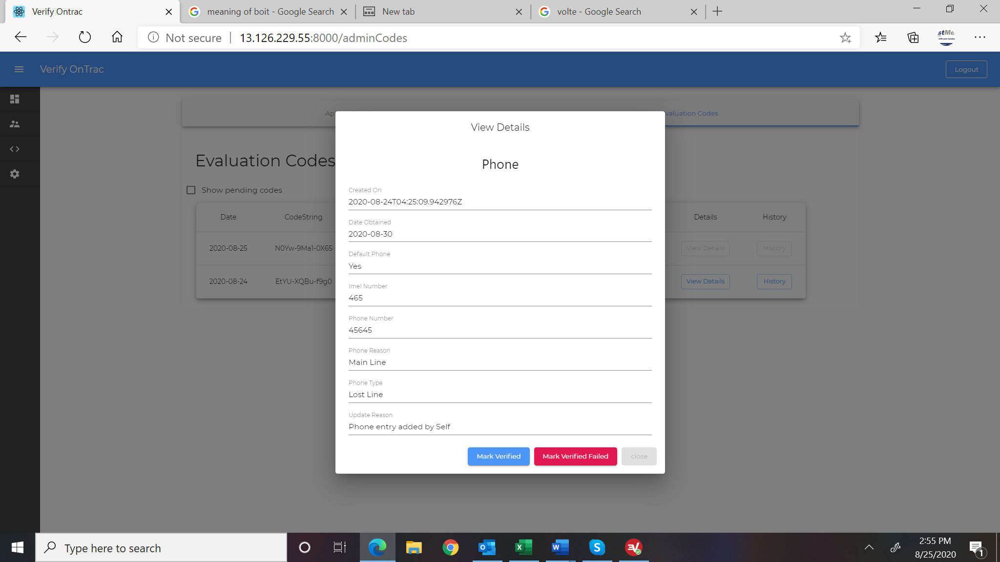 Verify Ontrac
meaning of boit - Google Search
New tab
volte - Google Search
Not secure
13.126.229.55:8000/adminCodes
stMe
Verify OnTrac
Logout
Ap
valuation Codes
View Details
Phone
Evaluation Codes
Show pending codes
Date CodeString Details History
2020-08-25 N0Yw-9Ma1-0X65 View Details History
2020-08-24 EtYU-XQBu-f9g0 View Details History
Created On
2020-08-24T04:25:09.942976Z
Date Obtained
2020-08-30
Default Phone
Yes
ImeI Number
465
Phone Number
45645
Phone Reason
Main Line
Phone Type
Lost Line
Update Reason
Phone entry added by Self
Mark Verified
Mark Verified Failed
close
Type here to search
2:55 PM
8/25/2020
1